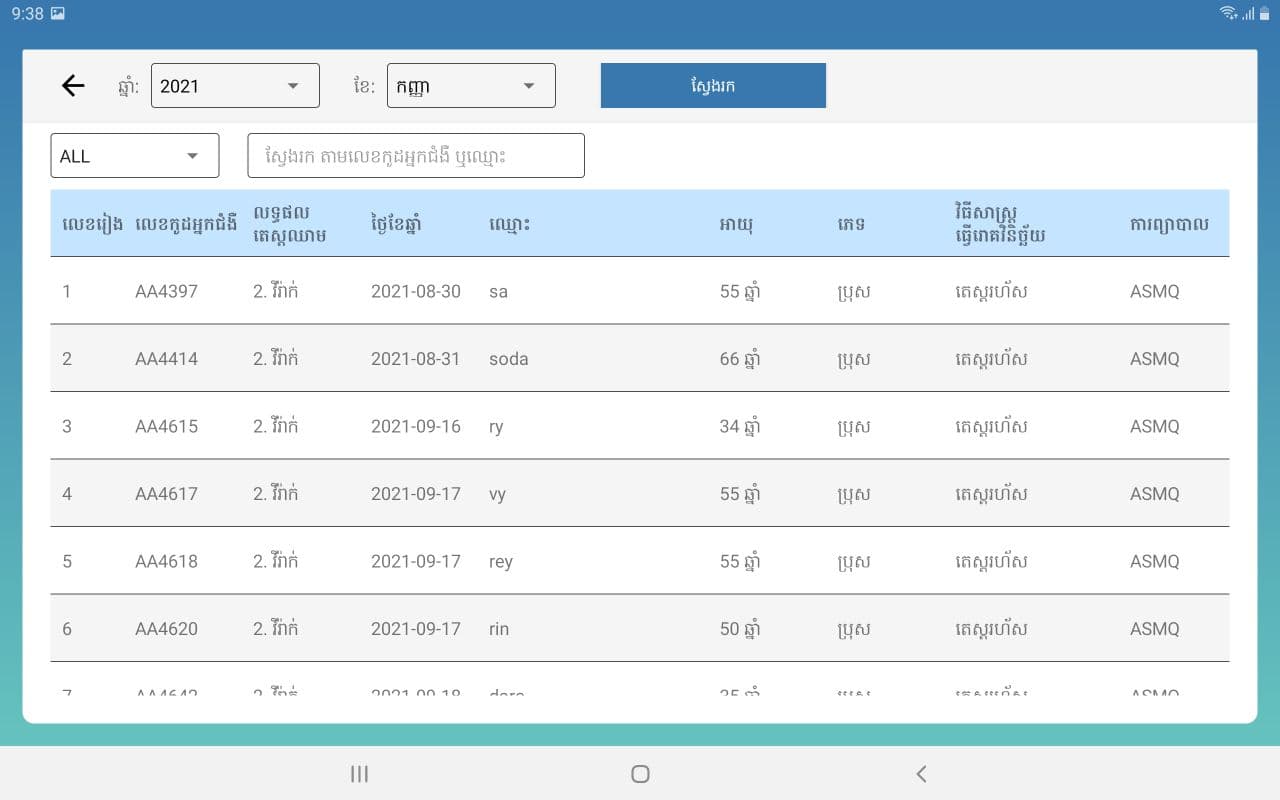 9:38
ឆ្នាំ: 2021 ខែ: កញ្ញា ស្វែងរក
ALL ស្វែងរក តាមលេខកូដអ្នកជំងឺ ឬឈ្មោះ
លេខរៀង លេខកូដអ្នកជំងឺ លទ្ធផល តេស្តឈាម ថ្ងៃខែឆ្នាំ ឈ្មោះ អាយុ ភេទ វិធីសាស្ត្រ ធ្វើរោគវិនិច្ឆ័យ ការព្យាបាល
1 AA4397 2. វីវ៉ាក់ 2021-08-30 sa 55 ឆ្នាំ ប្រុស តេស្តរហ័ស ASMQ
2 AA4414 2. វីវ៉ាក់ 2021-08-31 soda 66 ឆ្នាំ ប្រុស តេស្តរហ័ស ASMQ
3 AA4615 2. វីវ៉ាក់ 2021-09-16 ry 34 ឆ្នាំ ប្រុស តេស្តរហ័ស ASMQ
4 AA4617 2. វីវ៉ាក់ 2021-09-17 vy 55 ឆ្នាំ ប្រុស តេស្តរហ័ស ASMQ
5 AA4618 2. វីវ៉ាក់ 2021-09-17 rey 55 ឆ្នាំ ប្រុស តេស្តរហ័ស ASMQ
6 AA4620 2. វីវ៉ាក់ 2021-09-17 rin 50 ឆ្នាំ ប្រុស តេស្តរហ័ស ASMQ